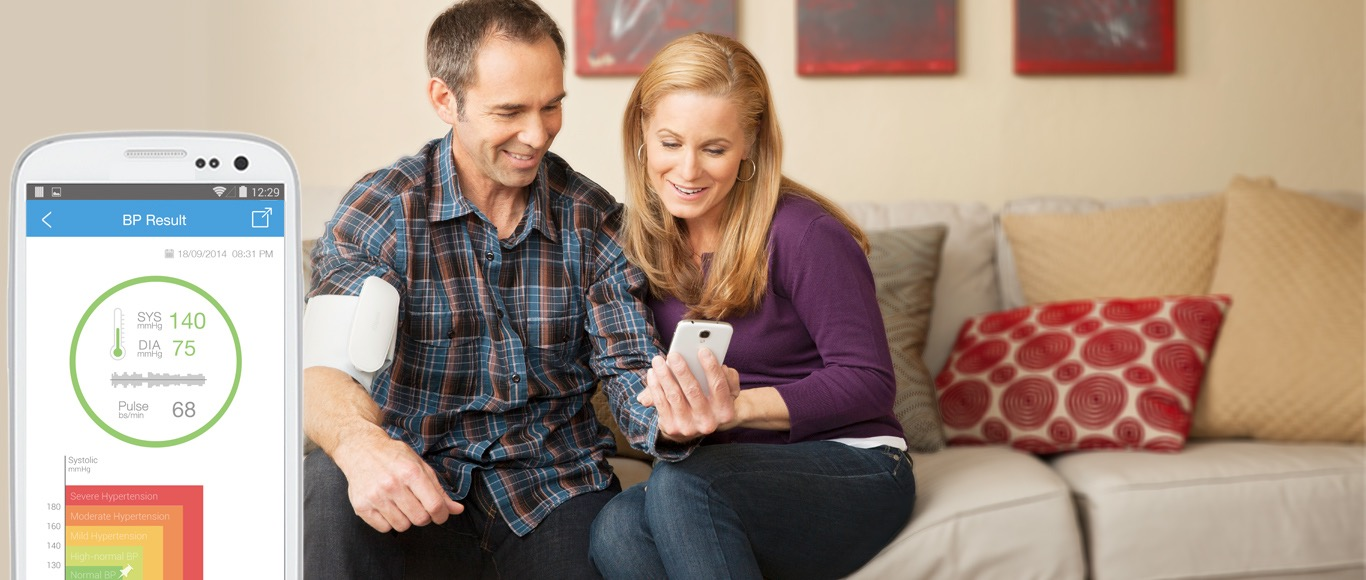 12:29
BP Result
18/09/2014 08:31 PM
SYS 140
mmHg
DIA 75
mmHg
Pulse 68
bs/min
Systolic
mmHg
Severe Hypertension
180
Moderate Hypertension
160
Mild Hypertension
140
High-normal BP
130
Normal BP